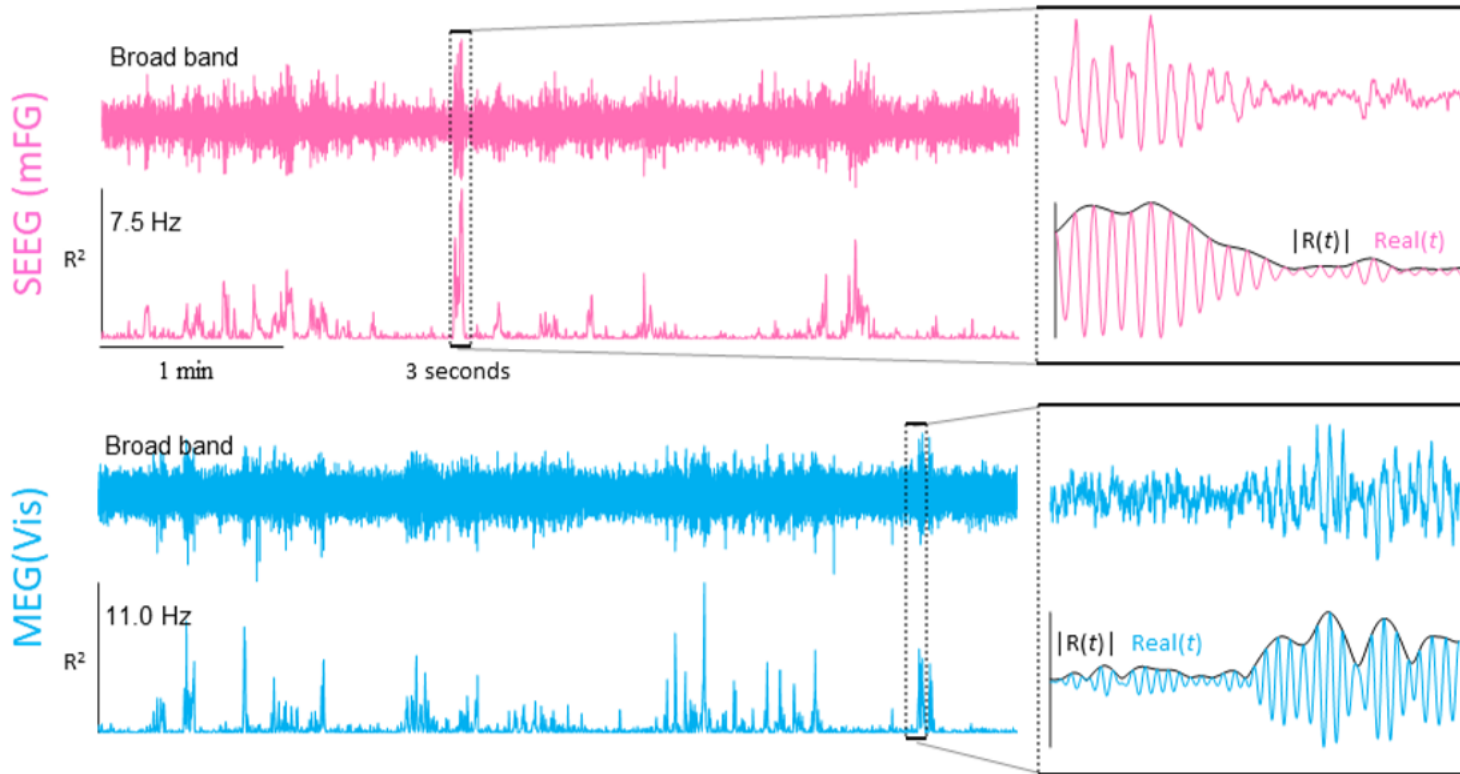 SEEG (mFG)
Broad band
7.5 Hz
R²
1 min
3 seconds
|R(t)| Real(t)
MEG(Vis)
Broad band
11.0 Hz
R²
|R(t)| Real(t)